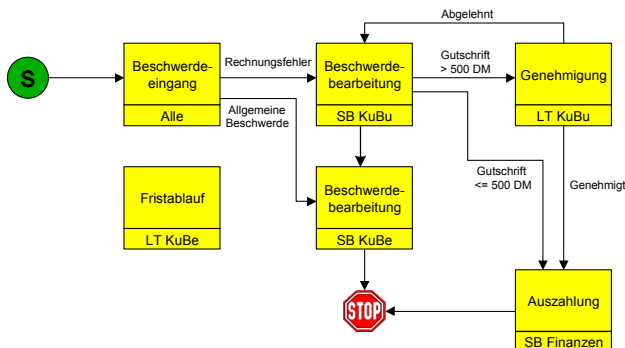 Abgelehnt
S
Beschwerde-
eingang
Alle
Rechnungsfehler
Allgemeine
Beschwerde
Beschwerde-
bearbeitung
SB KuBu
Gutschrift
> 500 DM
Genehmigung
LT KuBu
Fristablauf
LT KuBe
Beschwerde-
bearbeitung
SB KuBe
Gutschrift
<= 500 DM
Genehmigt
STOP
Auszahlung
SB Finanzen